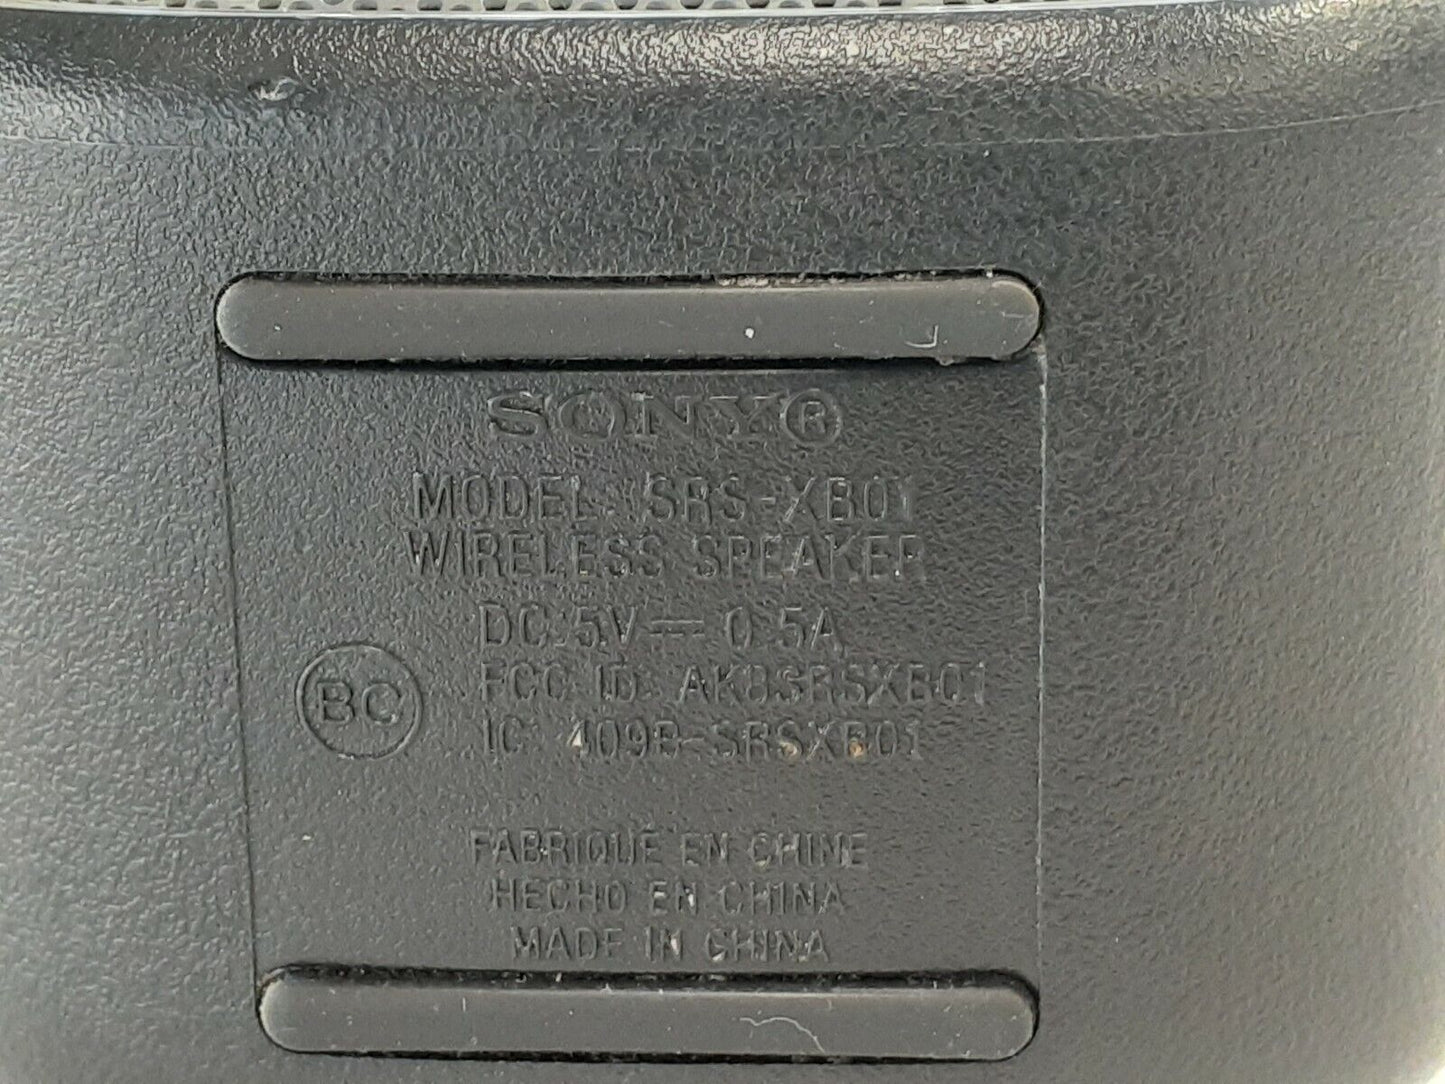 SONY®
MODEL: SRS-XB01
WIRELESS SPEAKER
DC 5V ⎓ 0.5A
FCC ID: AK8SRSXB01
BC
IC: 409B-SRSXB01
FABRIQUÉ EN CHINE
HECHO EN CHINA
MADE IN CHINA